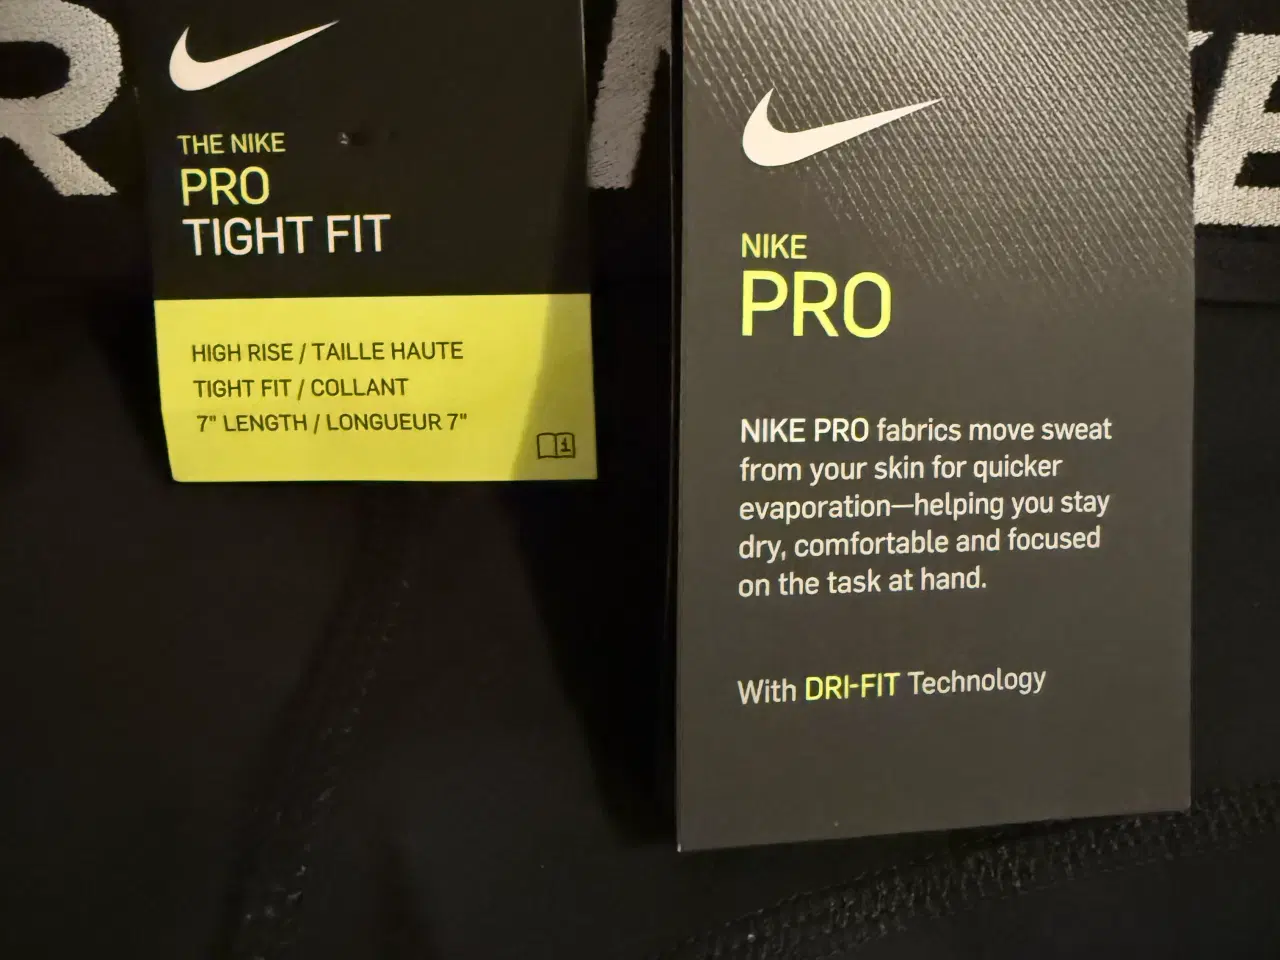 THE NIKE
PRO
TIGHT FIT
HIGH RISE / TAILLE HAUTE
TIGHT FIT / COLLANT
7" LENGTH / LONGUEUR 7"
NIKE
PRO
NIKE PRO fabrics move sweat
from your skin for quicker
evaporation—helping you stay
dry, comfortable and focused
on the task at hand.
With DRI-FIT Technology